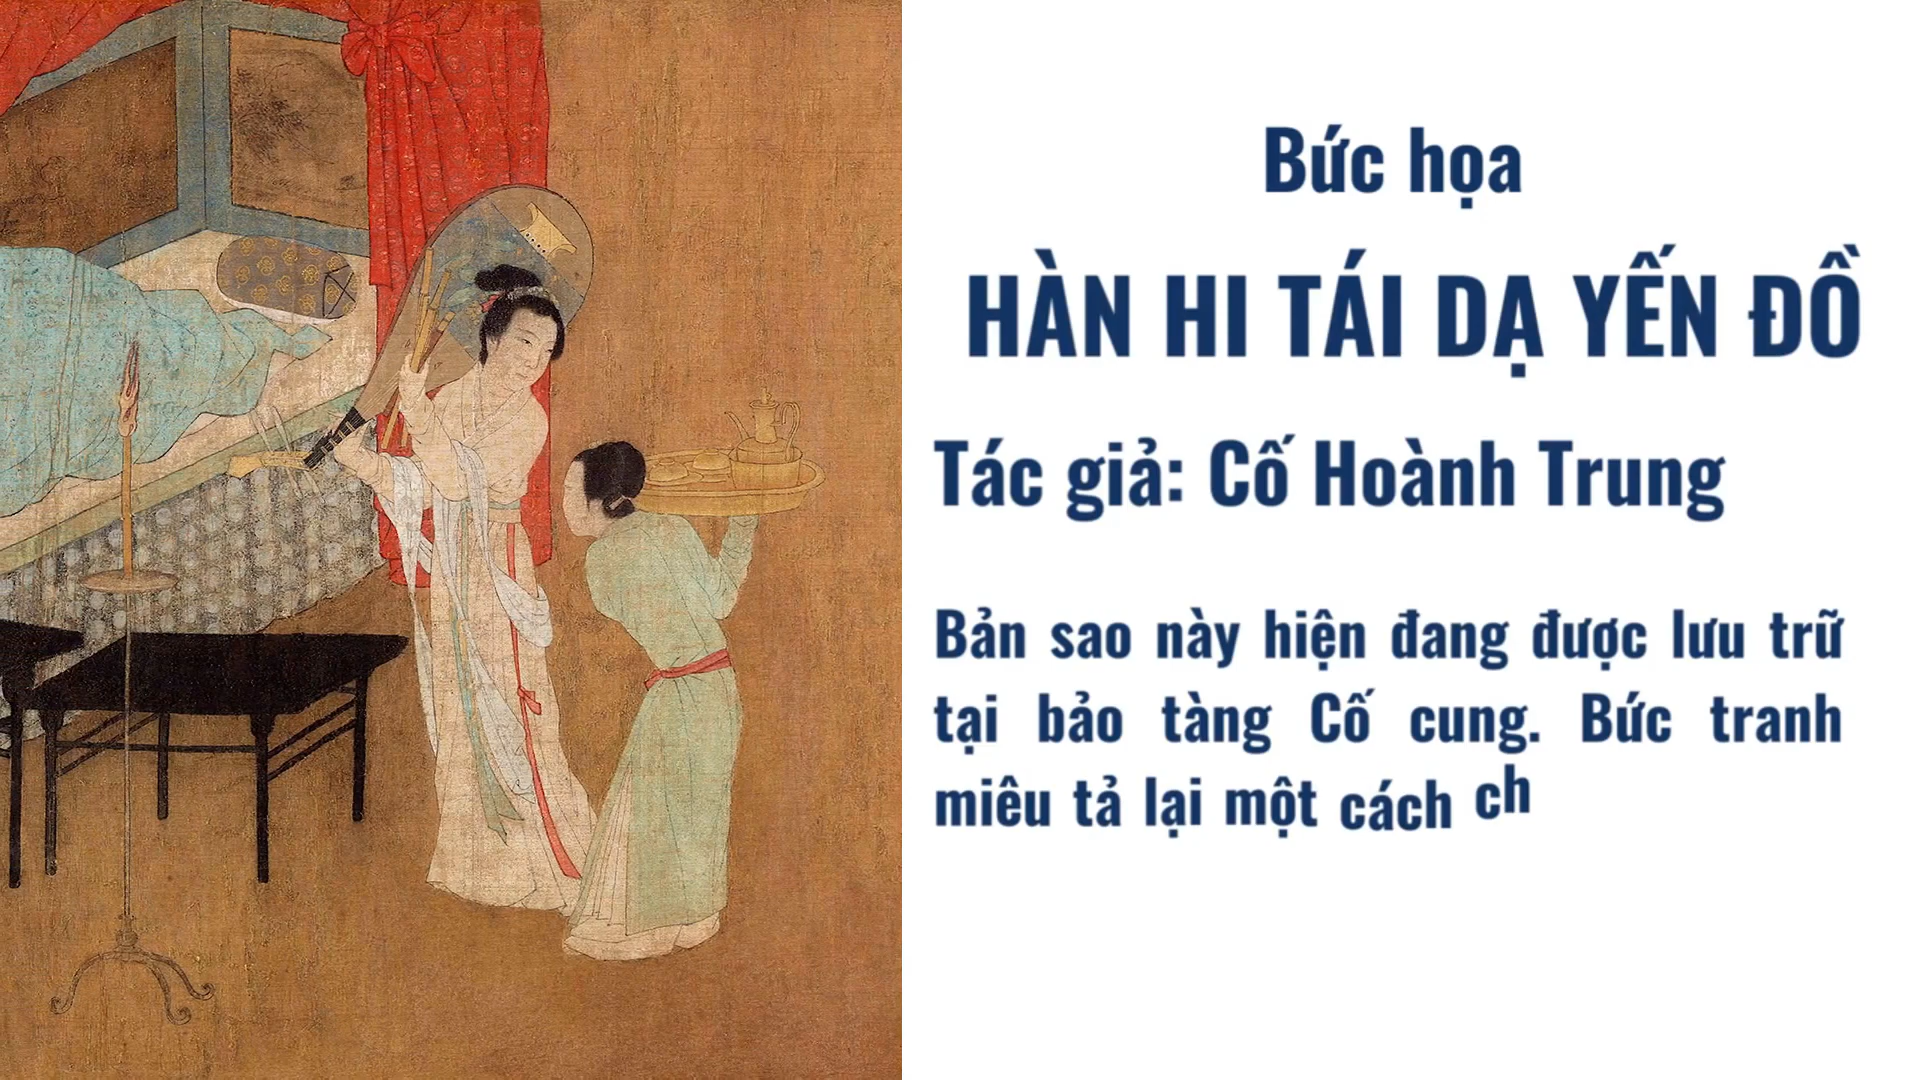 Bức họa
HÀN HI TÁI DẠ YẾN ĐỒ
Tác giả: Cố Hoành Trung
Bản sao này hiện đang được lưu trữ
tại bảo tàng Cố cung. Bức tranh
miêu tả lại một cách ch